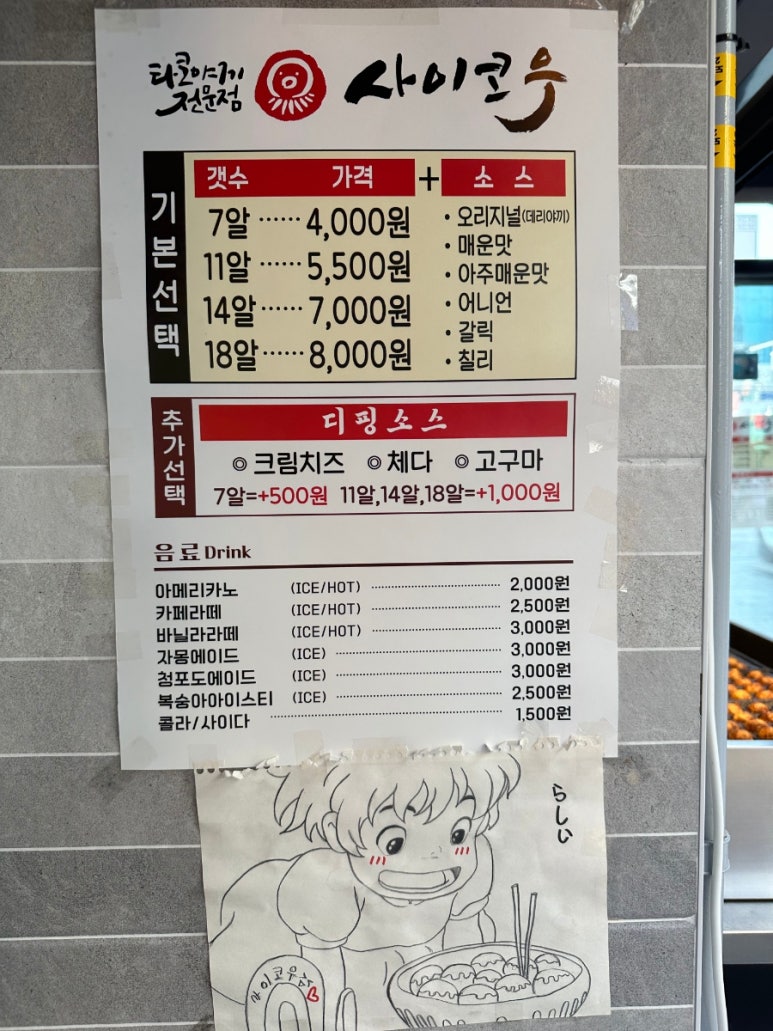 타코야끼
전문점
사이코우
기본선택
갯수 가격 + 소스
7알 ······ 4,000원
11알 ······ 5,500원
14알 ······ 7,000원
18알 ······ 8,000원
· 오리지널(데리야끼)
· 매운맛
· 아주매운맛
· 어니언
· 갈릭
· 칠리
추가선택
디핑소스
◎ 크림치즈 ◎ 체다 ◎ 고구마
7알=+500원 11알,14알,18알=+1,000원
음료 Drink
아메리카노 (ICE/HOT) 2,000원
카페라떼 (ICE/HOT) 2,500원
바닐라라떼 (ICE/HOT) 3,000원
자몽에이드 (ICE) 3,000원
청포도에이드 (ICE) 3,000원
복숭아아이스티 (ICE) 2,500원
콜라/사이다 1,500원
らしい
사이코우